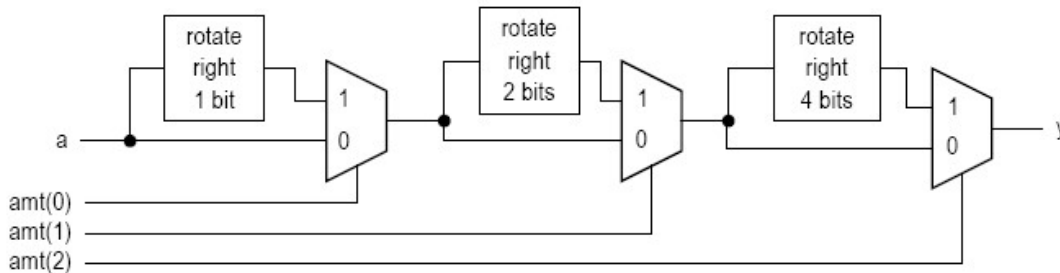 rotate
right
1 bit
rotate
right
2 bits
rotate
right
4 bits
1
0
1
0
1
0
a
y
amt(0)
amt(1)
amt(2)